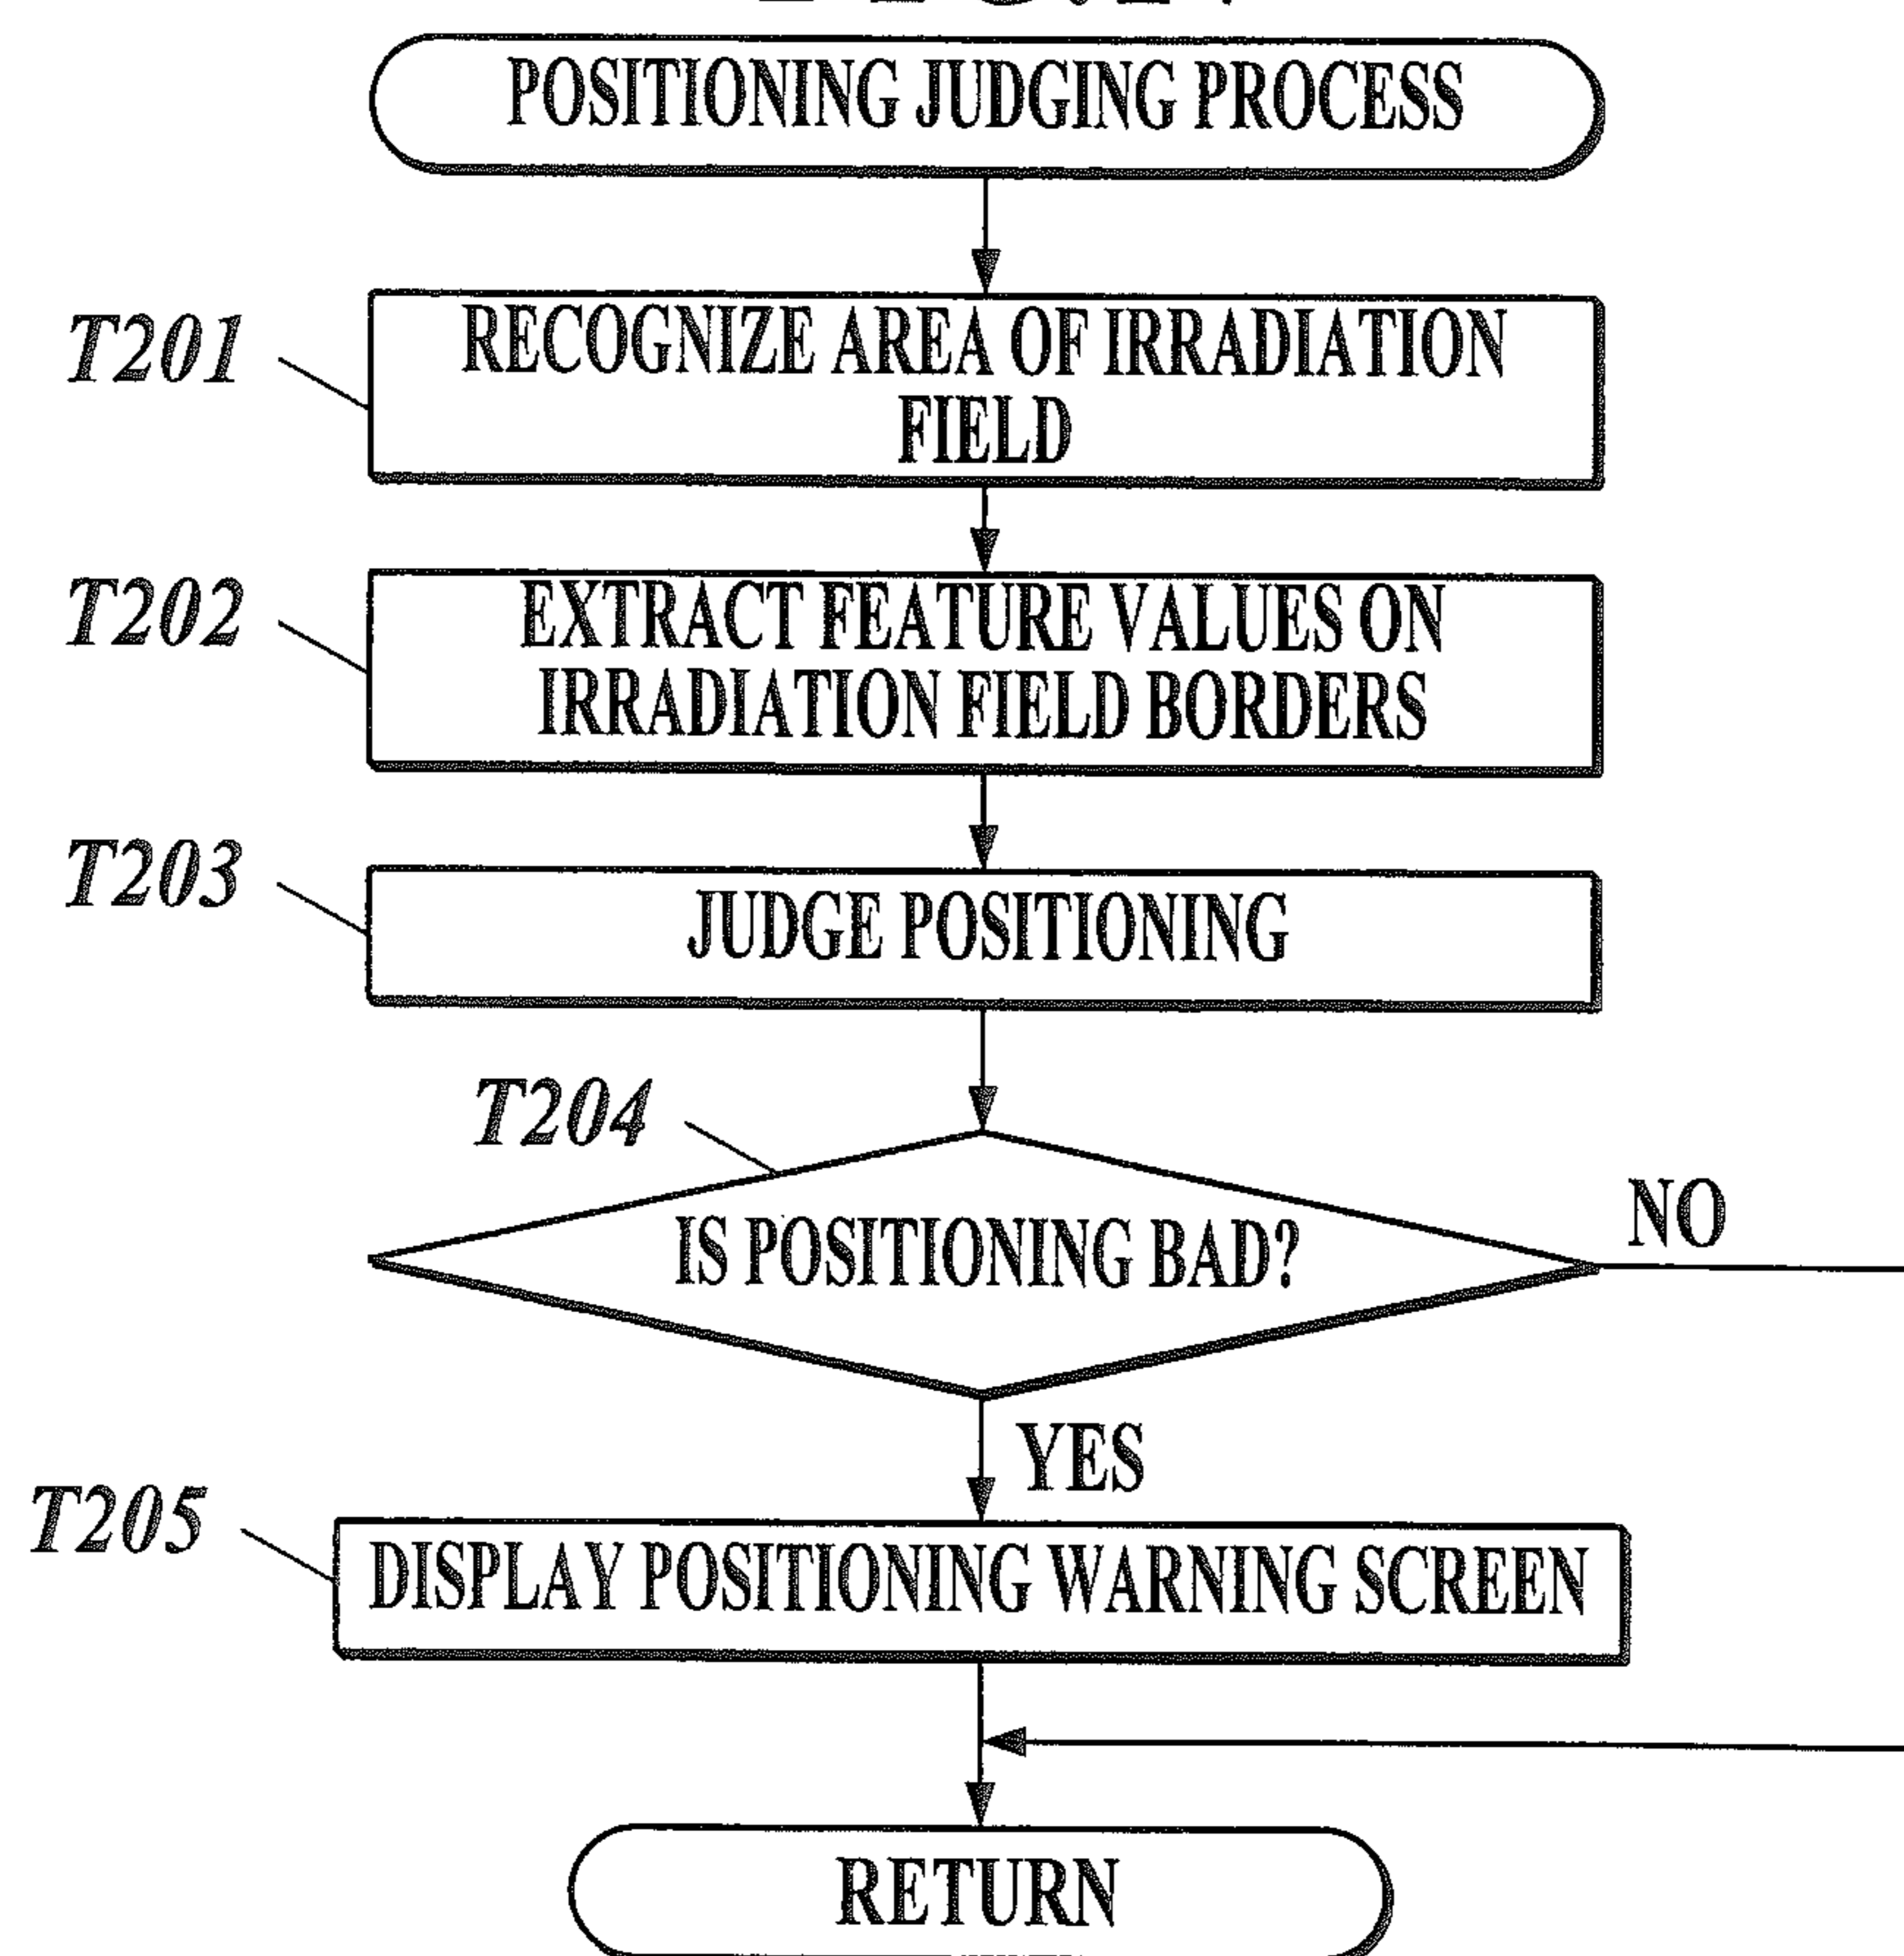 POSITIONING JUDGING PROCESS
T201
RECOGNIZE AREA OF IRRADIATION
FIELD
T202
EXTRACT FEATURE VALUES ON
IRRADIATION FIELD BORDERS
T203
JUDGE POSITIONING
T204
IS POSITIONING BAD?
NO
YES
T205
DISPLAY POSITIONING WARNING SCREEN
RETURN